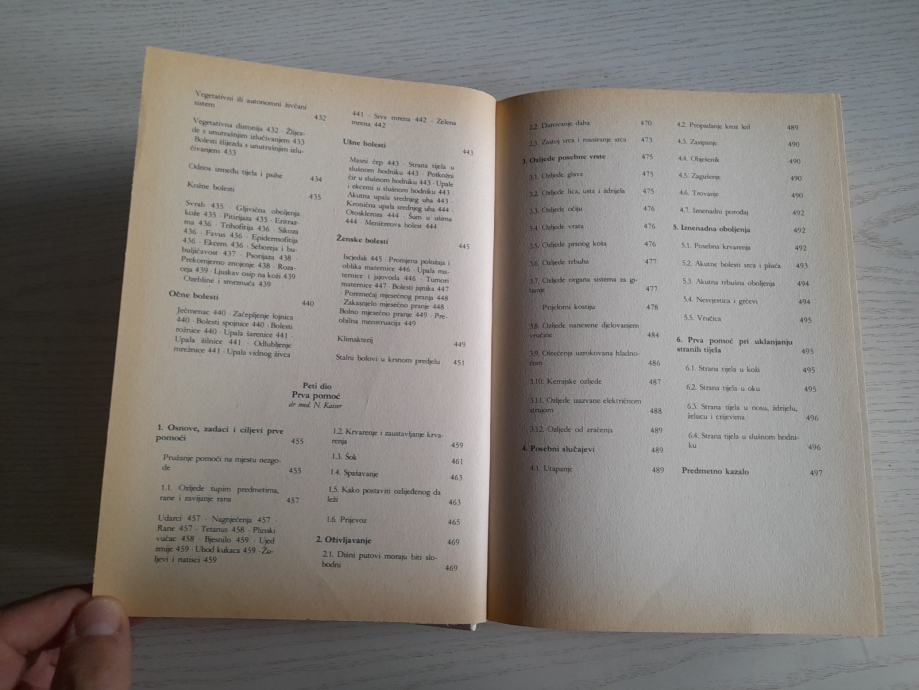 Vegetativni ili autonomni živčani
sistem 432
Vegetativna distonija 432 · Žlijez-
de s unutrašnjim izlučivanjem 433
Bolesti žlijezda s unutrašnjim izlu-
čivanjem 433
Odnos između tijela i psihe 434
Kožne bolesti 435
Svrab 435 · Gljivična oboljenja
kože 435 · Pitirijaza 435 · Eritraz-
ma 436 · Trihofitija 436 · Sikoza
436 · Favus 436 · Epidermofitija
436 · Ekcem 436 · Seboreja i bu-
buljičavost 437 · Psorijaza 438 ·
Prekomjerno znojenje 438 · Roza-
ceja 439 · Ljuskav osip na koži 439 ·
Ozebline i smrznuća 439
Očne bolesti 440
Ječmenac 440 · Začepljenje lojnica
440 · Bolesti spojnice 440 · Bolesti
rožnice 440 · Upala šarenice 441 ·
Upala žilnice 441 · Odlubljenje
mrežnice 441 · Upala vidnog živca
441 · Siva mrena 442 · Zelena
mrena 442
Ušne bolesti 443
Masni čep 443 · Strana tijela u
slušnom hodniku 443 · Potkožni
čir u slušnom hodniku 443 · Upale
i ekcemi u slušnom hodniku 443 ·
Akutna upala srednjeg uha 443 ·
Kronična upala srednjeg uha 444 ·
Otoskleroza 444 · Šum u ušima
444 · Menièreova bolest 444
Ženske bolesti 445
Iscjedak 445 · Promjena položaja i
oblika maternice 446 · Upala ma-
ternice i jajovoda 446 · Tumori
maternice 447 · Bolesti jajnika 447
· Poremećaj mjesečnog pranja 448
· Zakasnjelo mjesečno pranje 448 ·
Bolno mjesečno pranje 449 · Pre-
obilna menstruacija 449
Klimakterij 449
Stalni bolovi u krsnom predjelu 451
Peti dio
Prva pomoć
dr med. N. Kaiser
1. Osnove, zadaci i ciljevi prve
pomoći 455
Pružanje pomoći na mjestu nezgo-
de 455
1.1. Ozljede tupim predmetima,
rane i zavijanje rana 457
Udarci 457 · Nagnječenja 457 ·
Rane 457 · Tetanus 458 · Plinski
vučac 458 · Bjesnilo 459 · Ujed
zmije 459 · Ubod kukaca 459 · Žu-
ljevi i natisci 459
1.2. Krvarenje i zaustavljanje krva-
renja 459
1.3. Šok 461
1.4. Spašavanje 463
1.5. Kako postaviti ozlijeđenog da
leži 463
1.6. Prijevoz 465
2. Oživljavanje 469
2.1. Dišni putovi moraju biti slo-
bodni 469
2.2. Darivanje daha 470
2.3. Zastoj srca i masiranje srca 473
3. Ozljede posebne vrste 475
3.1. Ozljede glave 475
3.2. Ozljede lica, usta i ždrijela 475
3.3. Ozljede očiju 476
3.4. Ozljede vrata 476
3.5. Ozljede prsnog koša 476
3.6. Ozljede trbuha 477
3.7. Ozljede organa sistema za gi-
banje 477
Prijelomi kostiju 478
3.8. Ozljede nanesene djelovanjem
vrućine 484
3.9. Oštećenja uzrokovana hladno-
ćom 486
3.10. Kemijske ozljede 487
3.11. Ozljede izazvane električnom
strujom 488
3.12. Ozljede od zračenja 489
4. Posebni slučajevi 489
4.1. Utapanje 489
4.2. Propadanje kroz led 489
4.3. Zasipanje 490
4.4. Obješenik 490
4.5. Zagušenje 490
4.6. Trovanje 490
4.7. Iznenadni porođaj 492
5. Iznenadna oboljenja 492
5.1. Posebna krvarenja 492
5.2. Akutne bolesti srca i pluća 493
5.3. Akutna trbušna oboljenja 494
5.4. Nesvjestica i grčevi 494
5.5. Vrućica 495
6. Prva pomoć pri uklanjanju
stranih tijela 495
6.1. Strana tijela u koži 495
6.2. Strana tijela u oku 495
6.3. Strana tijela u nosu, ždrijelu,
želucu i crijevima 496
6.4. Strana tijela u slušnom hodni-
ku 496
Predmetno kazalo 497